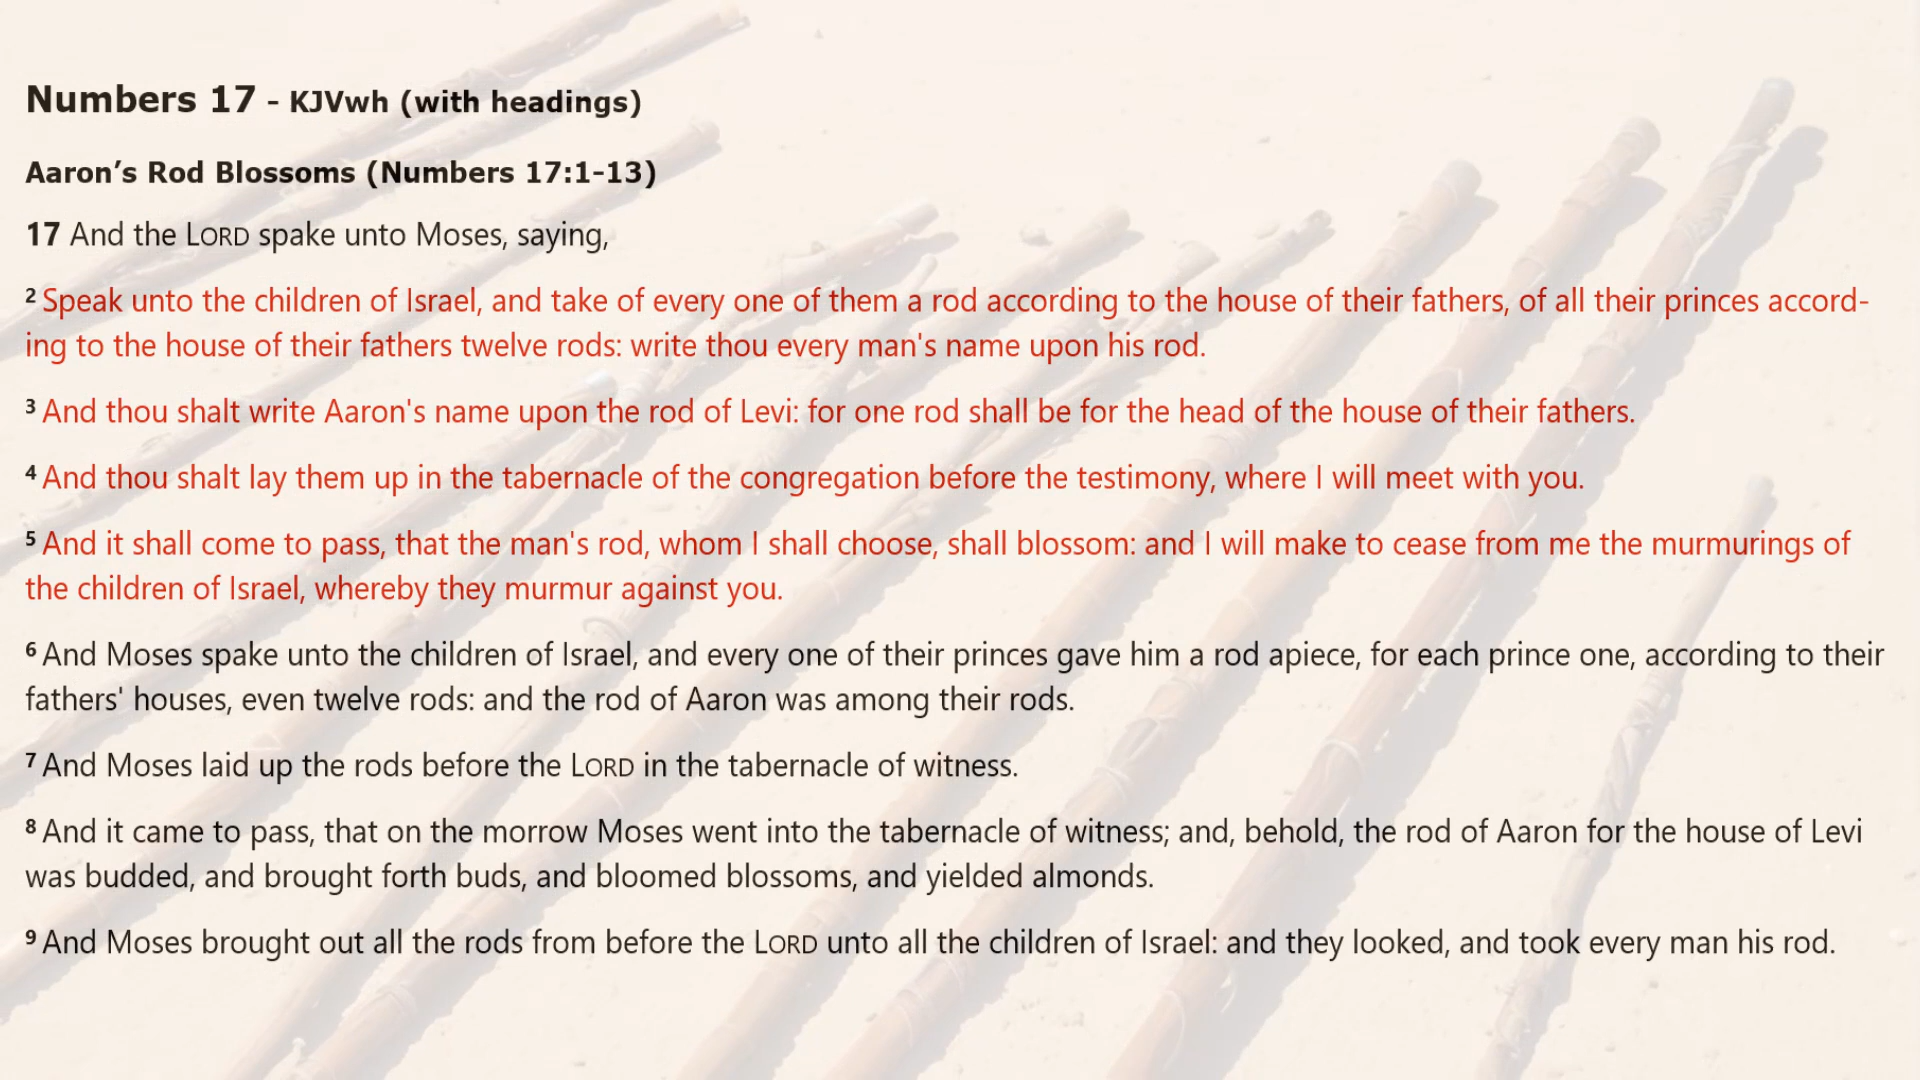 Numbers 17 - KJVwh (with headings)
Aaron’s Rod Blossoms (Numbers 17:1-13)
17 And the LORD spake unto Moses, saying,
2 Speak unto the children of Israel, and take of every one of them a rod according to the house of their fathers, of all their princes accord-
ing to the house of their fathers twelve rods: write thou every man's name upon his rod.
3 And thou shalt write Aaron's name upon the rod of Levi: for one rod shall be for the head of the house of their fathers.
4 And thou shalt lay them up in the tabernacle of the congregation before the testimony, where I will meet with you.
5 And it shall come to pass, that the man's rod, whom I shall choose, shall blossom: and I will make to cease from me the murmurings of
the children of Israel, whereby they murmur against you.
6 And Moses spake unto the children of Israel, and every one of their princes gave him a rod apiece, for each prince one, according to their
fathers' houses, even twelve rods: and the rod of Aaron was among their rods.
7 And Moses laid up the rods before the LORD in the tabernacle of witness.
8 And it came to pass, that on the morrow Moses went into the tabernacle of witness; and, behold, the rod of Aaron for the house of Levi
was budded, and brought forth buds, and bloomed blossoms, and yielded almonds.
9 And Moses brought out all the rods from before the LORD unto all the children of Israel: and they looked, and took every man his rod.